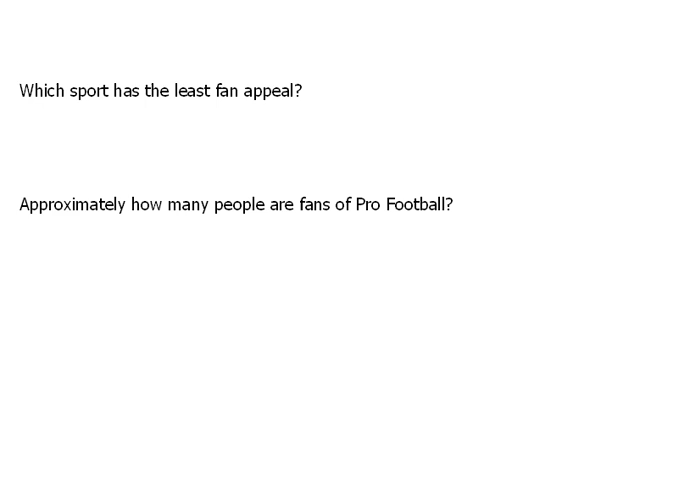 Which sport has the least fan appeal?
Approximately how many people are fans of Pro Football?